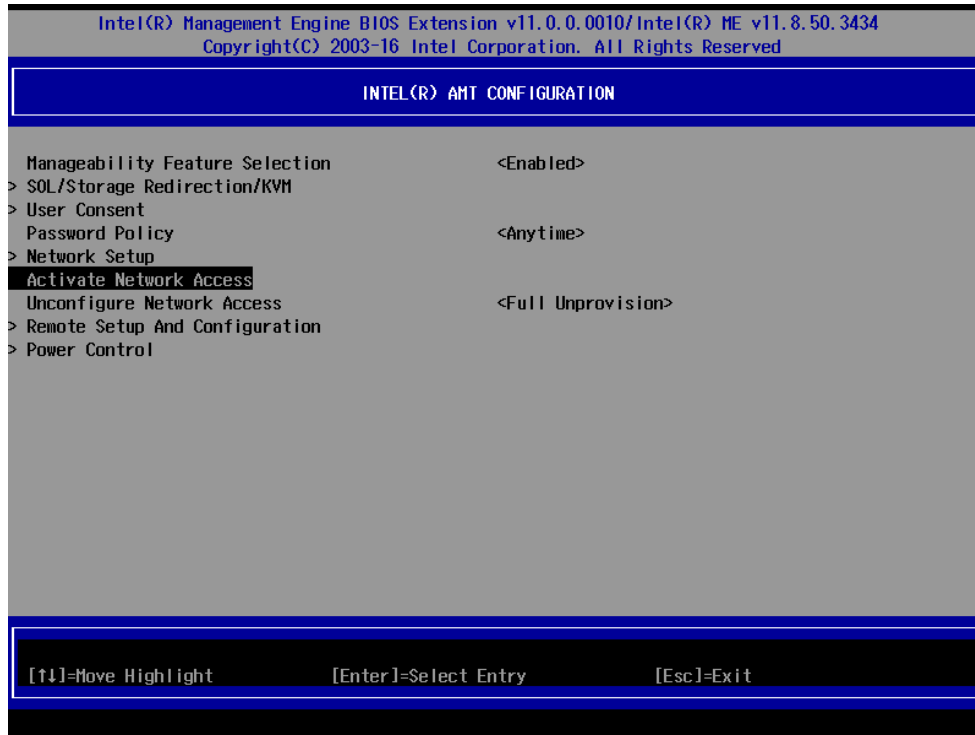 Intel(R) Management Engine BIOS Extension v11.0.0.0010/Intel(R) ME v11.8.50.3434
Copyright(C) 2003-16 Intel Corporation. All Rights Reserved
INTEL(R) AMT CONFIGURATION
Manageability Feature Selection <Enabled>
> SOL/Storage Redirection/KVM
> User Consent
Password Policy <Anytime>
> Network Setup
Activate Network Access
Unconfigure Network Access <Full Unprovision>
> Remote Setup And Configuration
> Power Control
[↑↓]=Move Highlight [Enter]=Select Entry [Esc]=Exit